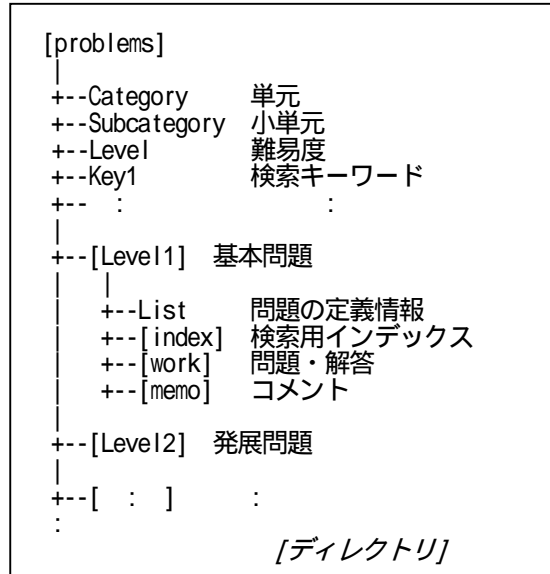 [problems]
|
+--Category 単元
+--Subcategory 小単元
+--Level 難易度
+--Key1 検索キーワード
+-- : :
|
+--[Level1] 基本問題
| |
| +--List 問題の定義情報
| +--[index] 検索用インデックス
| +--[work] 問題・解答
| +--[memo] コメント
|
+--[Level2] 発展問題
|
+--[ : ] :
:
[ディレクトリ]